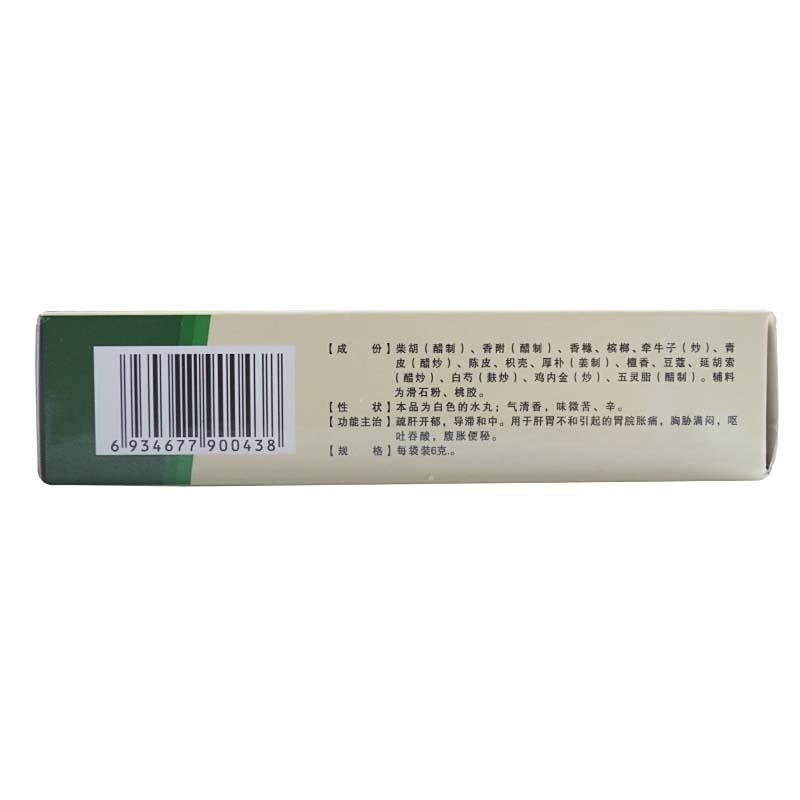 【成　份】柴胡（醋制）、香附（醋制）、香橼、槟榔、牵牛子（炒）、青
皮（醋炒）、陈皮、枳壳、厚朴（姜制）、檀香、豆蔻、延胡索
（醋炒）、白芍（麸炒）、鸡内金（炒）、五灵脂（醋制）。辅料
为滑石粉、桃胶。
【性　状】本品为白色的水丸；气清香，味微苦、辛。
【功能主治】疏肝开郁，导滞和中。用于肝胃不和引起的胃脘胀痛，胸胁满闷，呕
吐吞酸，腹胀便秘。
【规　格】每袋装6克.。
6 934677 900438